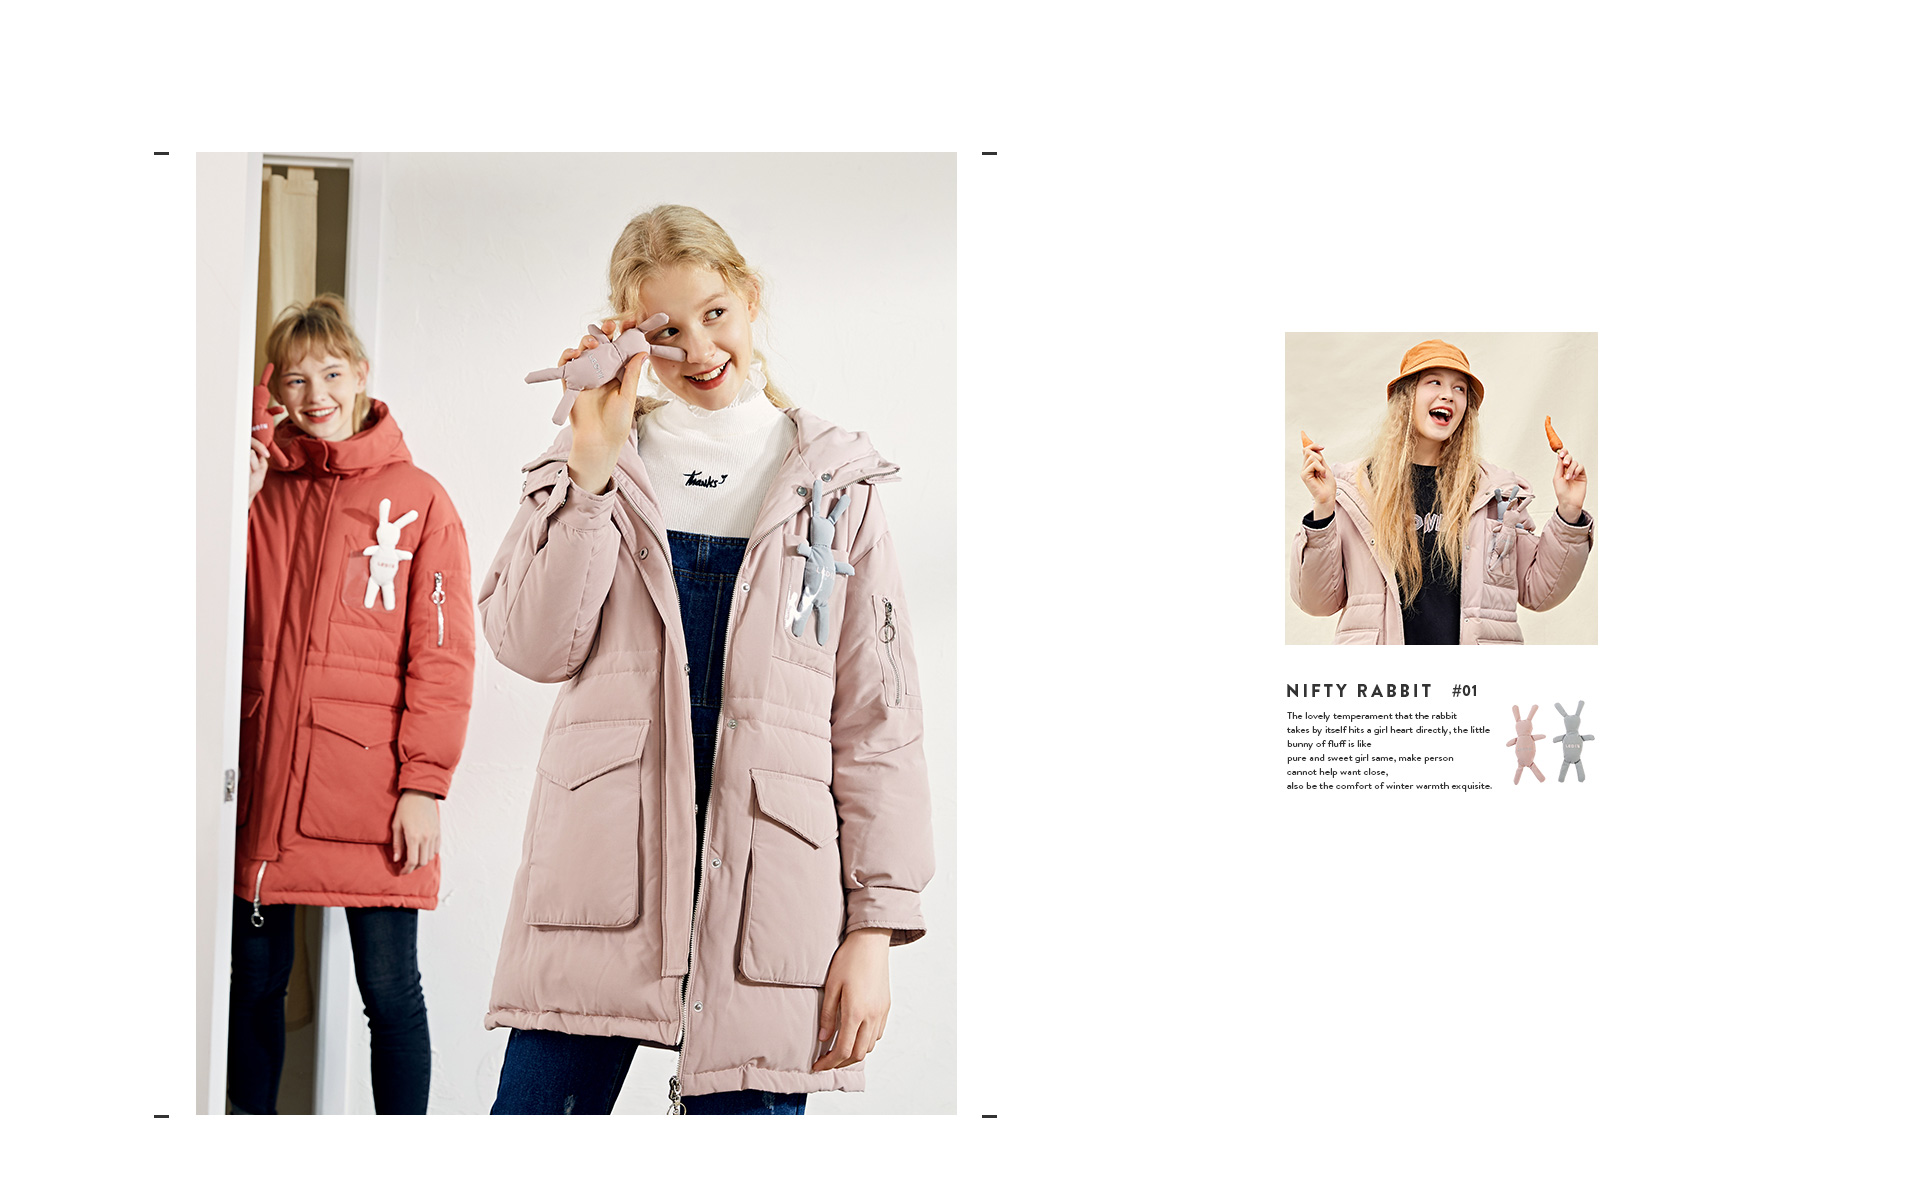 Thanks
NIFTY RABBIT #01
The lovely temperament that the rabbit
takes by itself hits a girl heart directly, the little
bunny of fluff is like
pure and sweet girl same, make person
cannot help want close,
also be the comfort of winter warmth exquisite.